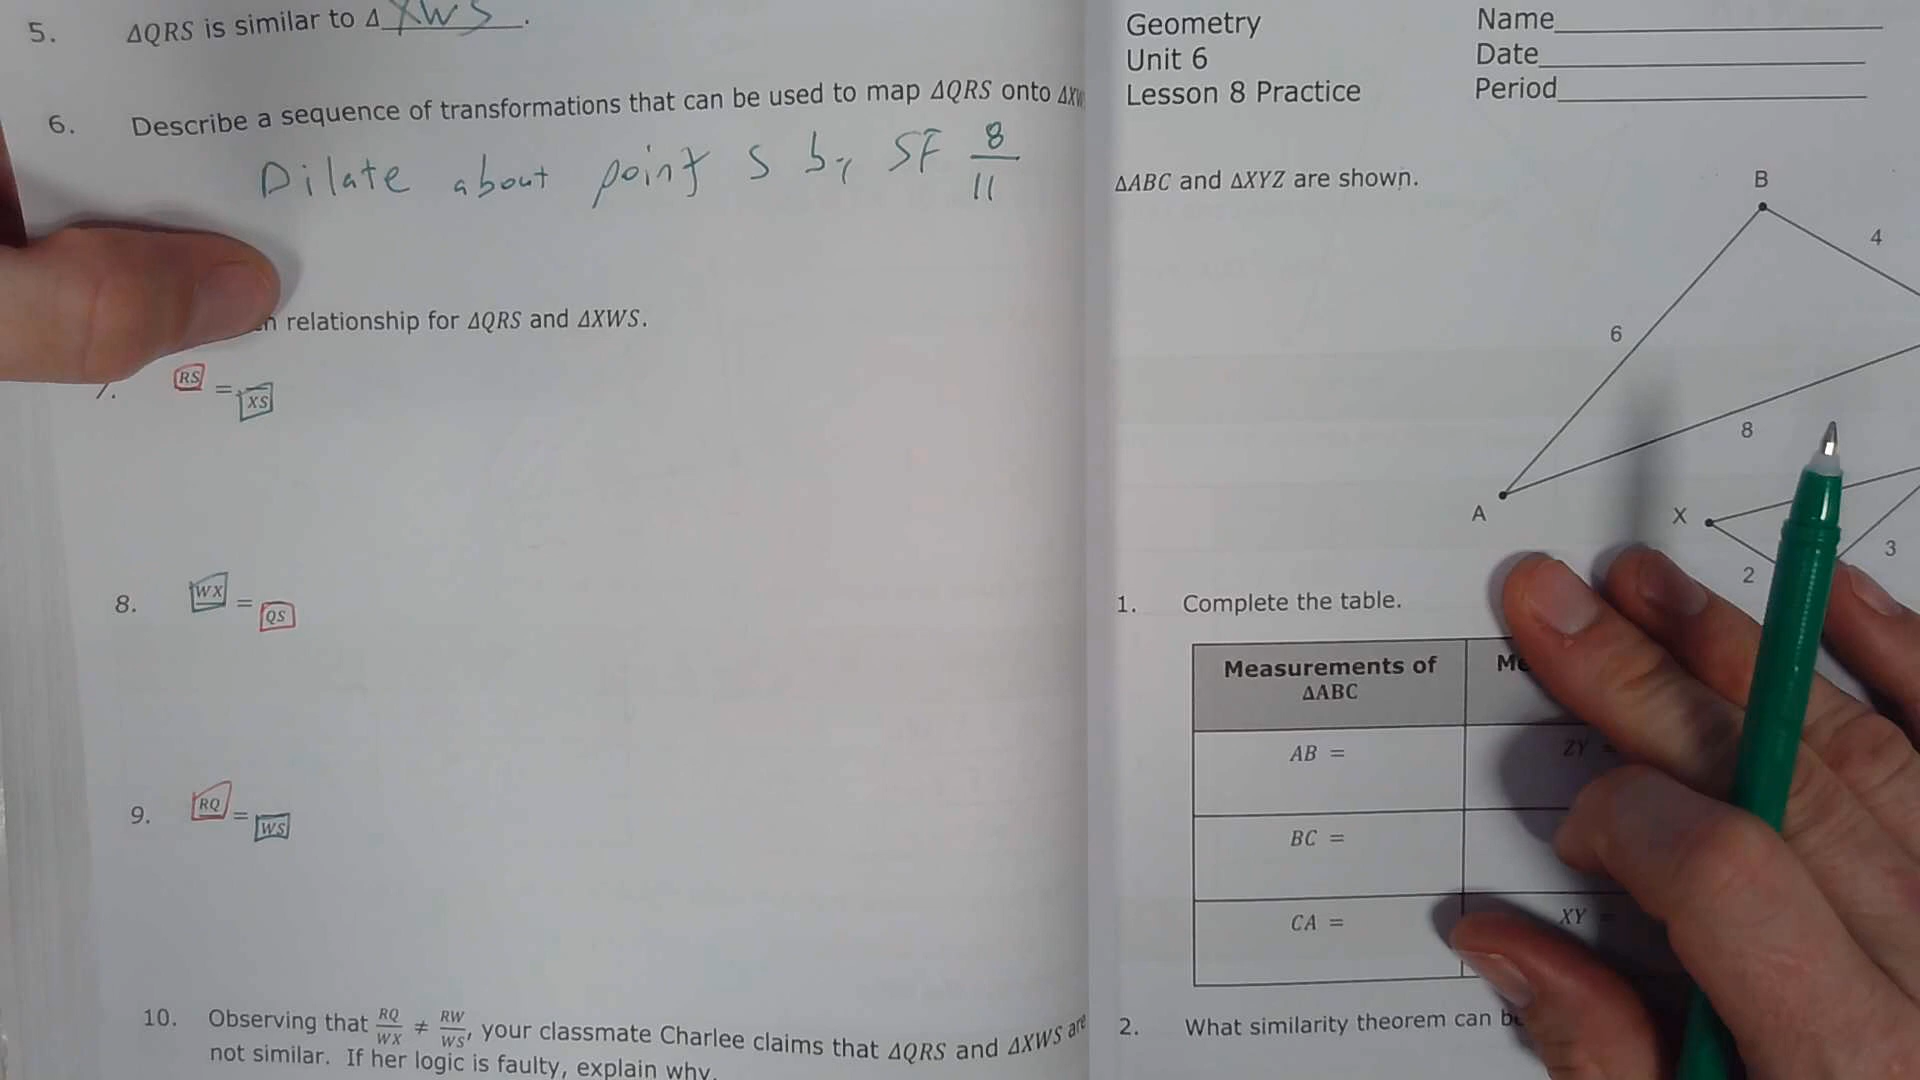 5. ΔQRS is similar to Δ XWS.
6. Describe a sequence of transformations that can be used to map ΔQRS onto
Dilate about point S by SF 8/11
relationship for ΔQRS and ΔXWS.
7. RS = XS
8. WX = QS
9. RQ = WS
10. Observing that RQ/WX ≠ RW/WS, your classmate Charlee claims that ΔQRS and ΔXWS are
not similar. If her logic is faulty, explain why.
Geometry
Unit 6
Lesson 8 Practice
Name
Date
Period
ΔABC and ΔXYZ are shown.
B
4
6
8
A
X
3
2
1. Complete the table.
Measurements of
ΔABC
AB =
ZY =
BC =
CA =
XY =
2. What similarity theorem can